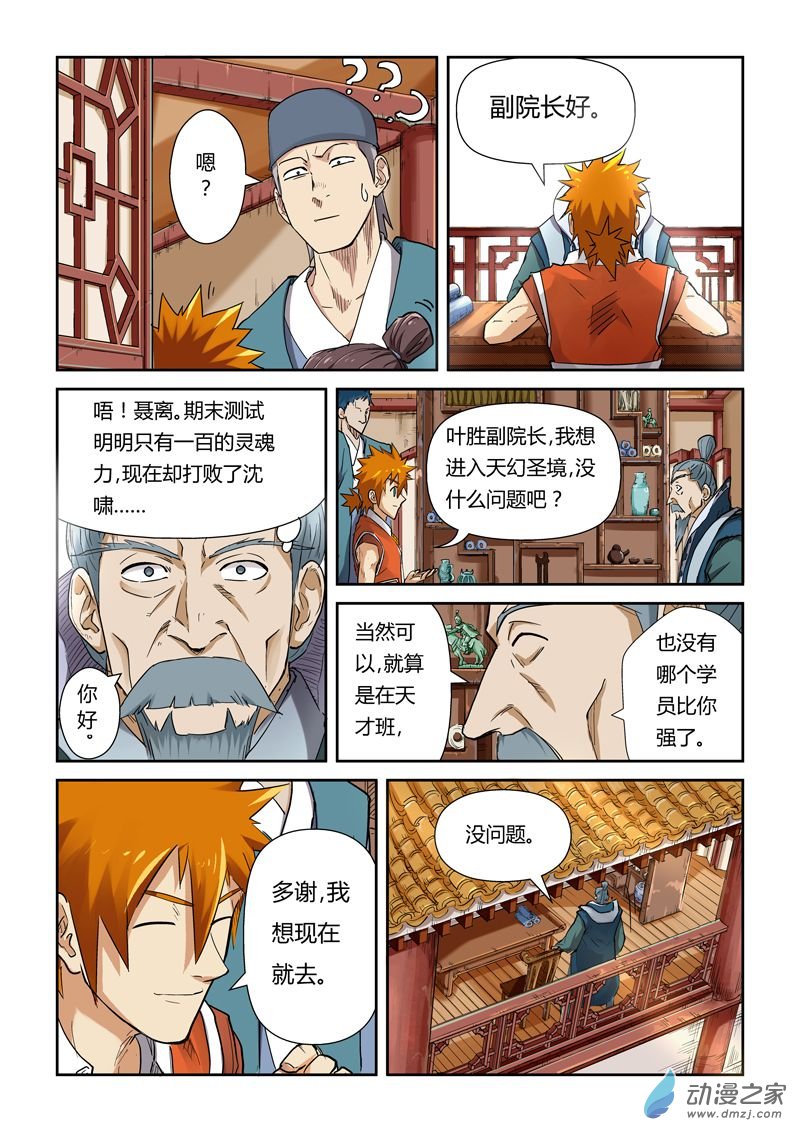 ???
嗯
？
副院长好。
唔！聂离。期末测试
明明只有一百的灵魂
力，现在却打败了沈
啸……
你
好。
叶胜副院长，我想
进入天幻圣境，没
什么问题吧？
当然可
以，就算
是在天
才班，
也没有
哪个学
员比你
强了。
多谢，我
想现在
就去。
没问题。
动漫之家
www.dmzj.com